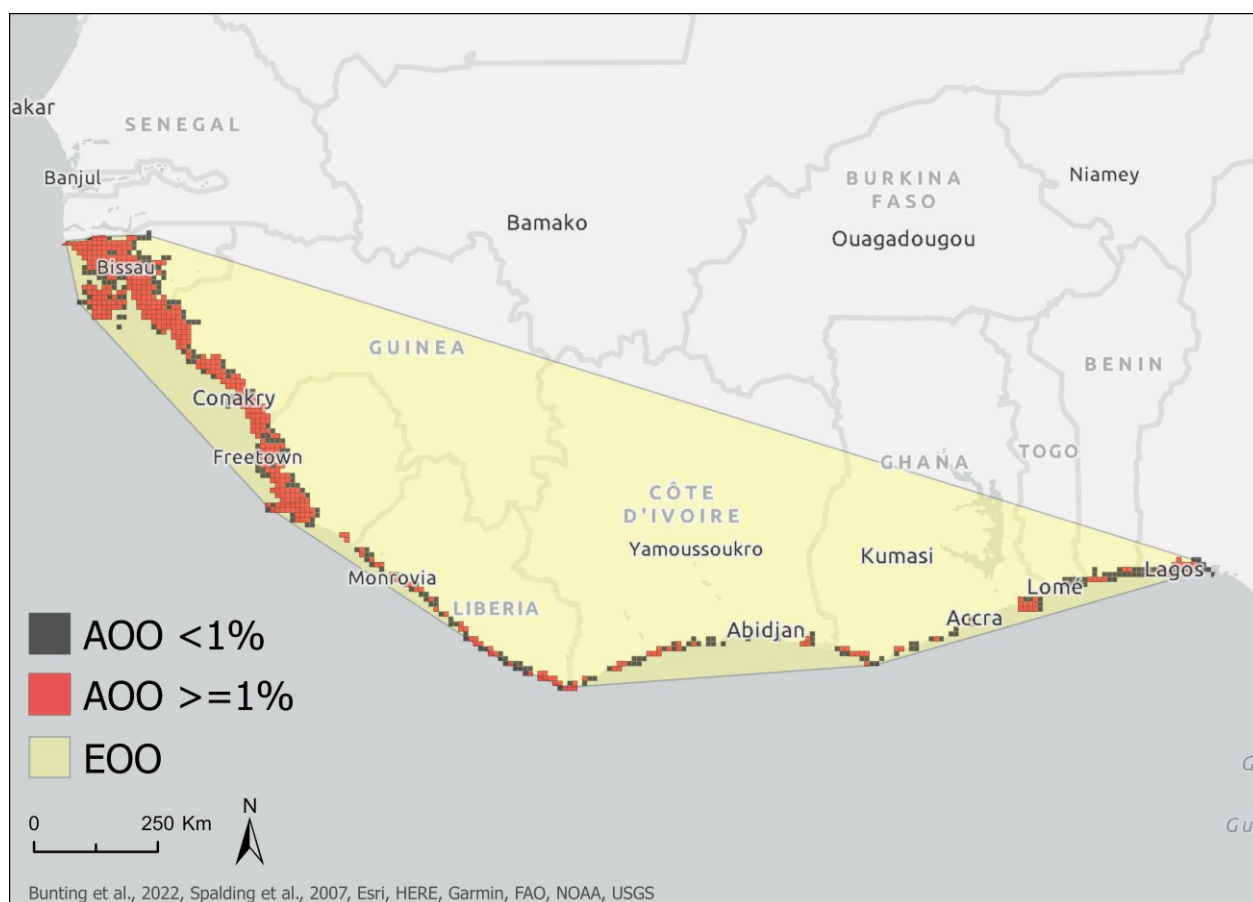 akar
SENEGAL
Banjul
BURKINA
FASO
Niamey
Bamako
Ouagadougou
Bissau
GUINEA
BENIN
Conakry
Freetown
GHANA
TOGO
CÔTE
D'IVOIRE
Yamoussoukro
Kumasi
Monrovia
LIBERIA
Lagos
Lomé
Accra
Abidjan
AOO <1%
AOO >=1%
EOO
0 250 Km
N
G
Gu
Bunting et al., 2022, Spalding et al., 2007, Esri, HERE, Garmin, FAO, NOAA, USGS